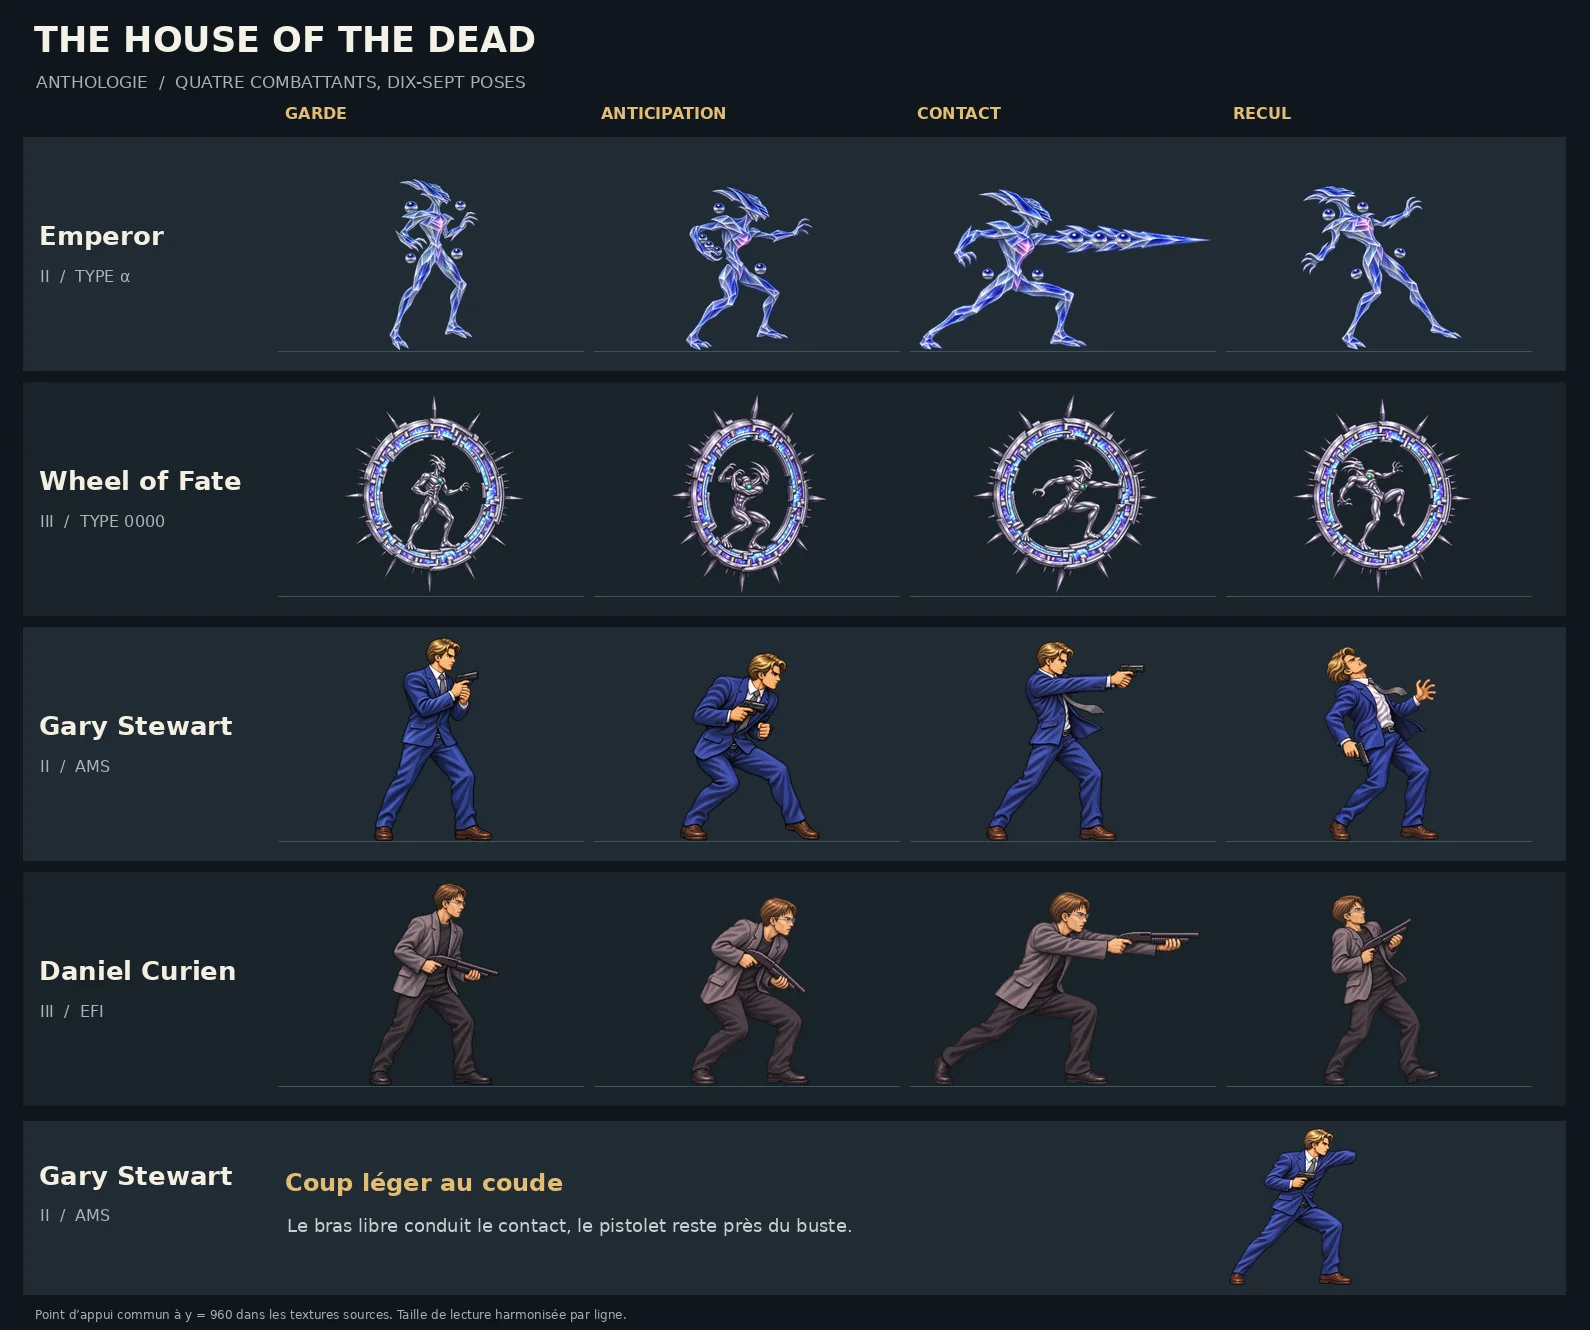 THE HOUSE OF THE DEAD
ANTHOLOGIE / QUATRE COMBATTANTS, DIX-SEPT POSES
GARDE ANTICIPATION CONTACT RECUL
Emperor
II / TYPE α
Wheel of Fate
III / TYPE 0000
Gary Stewart
II / AMS
Daniel Curien
III / EFI
Gary Stewart
II / AMS
Coup léger au coude
Le bras libre conduit le contact, le pistolet reste près du buste.
Point d’appui commun à y = 960 dans les textures sources. Taille de lecture harmonisée par ligne.